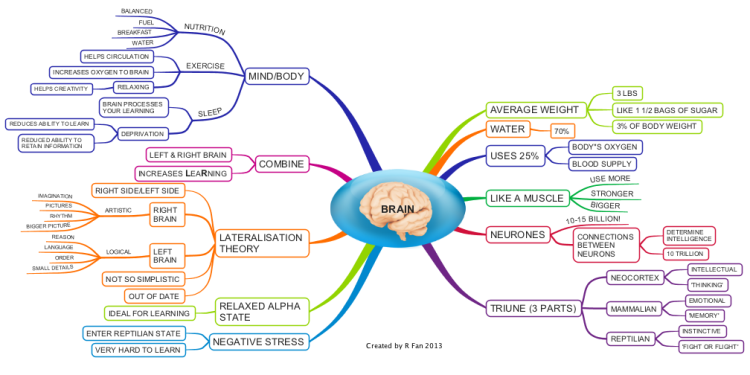 BALANCED
FUEL
BREAKFAST
WATER
NUTRITION
HELPS CIRCULATION
INCREASES OXYGEN TO BRAIN
HELPS CREATIVITY
RELAXING
EXERCISE
BRAIN PROCESSES
YOUR LEARNING
REDUCES ABILITY TO LEARN
REDUCED ABILITY TO
RETAIN INFORMATION
DEPRIVATION
SLEEP
MIND/BODY
LEFT & RIGHT BRAIN
INCREASES LEARNING
COMBINE
RIGHT SIDE/LEFT SIDE
IMAGINATION
PICTURES
RHYTHM
BIGGER PICTURE
ARTISTIC
RIGHT
BRAIN
REASON
LANGUAGE
ORDER
SMALL DETAILS
LOGICAL
LEFT
BRAIN
NOT SO SIMPLISTIC
OUT OF DATE
LATERALISATION
THEORY
IDEAL FOR LEARNING
RELAXED ALPHA
STATE
ENTER REPTILIAN STATE
VERY HARD TO LEARN
NEGATIVE STRESS
BRAIN
AVERAGE WEIGHT
3 LBS
LIKE 1 1/2 BAGS OF SUGAR
3% OF BODY WEIGHT
WATER
70%
USES 25%
BODY"S OXYGEN
BLOOD SUPPLY
LIKE A MUSCLE
USE MORE
STRONGER
BIGGER
NEURONES
10-15 BILLION!
CONNECTIONS
BETWEEN
NEURONS
DETERMINE
INTELLIGENCE
10 TRILLION
TRIUNE (3 PARTS)
NEOCORTEX
INTELLECTUAL
'THINKING'
MAMMALIAN
EMOTIONAL
'MEMORY'
REPTILIAN
INSTINCTIVE
'FIGHT OR FLIGHT'
Created by R Fan 2013